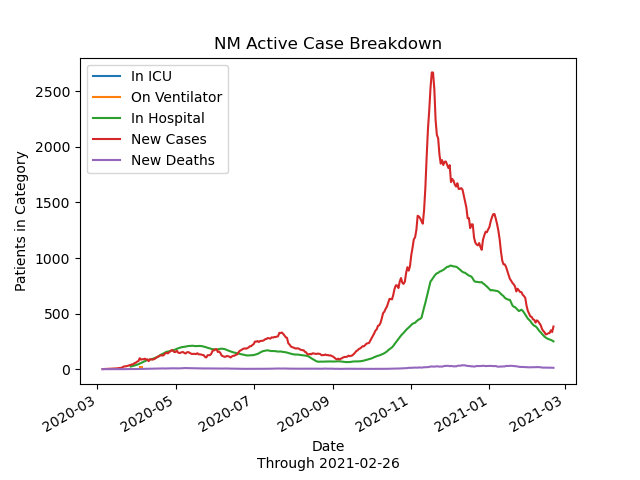 NM Active Case Breakdown
In ICU
On Ventilator
In Hospital
New Cases
New Deaths
Patients in Category
2500
2000
1500
1000
500
0
2020-03
2020-05
2020-07
2020-09
2020-11
2021-01
2021-03
Date
Through 2021-02-26